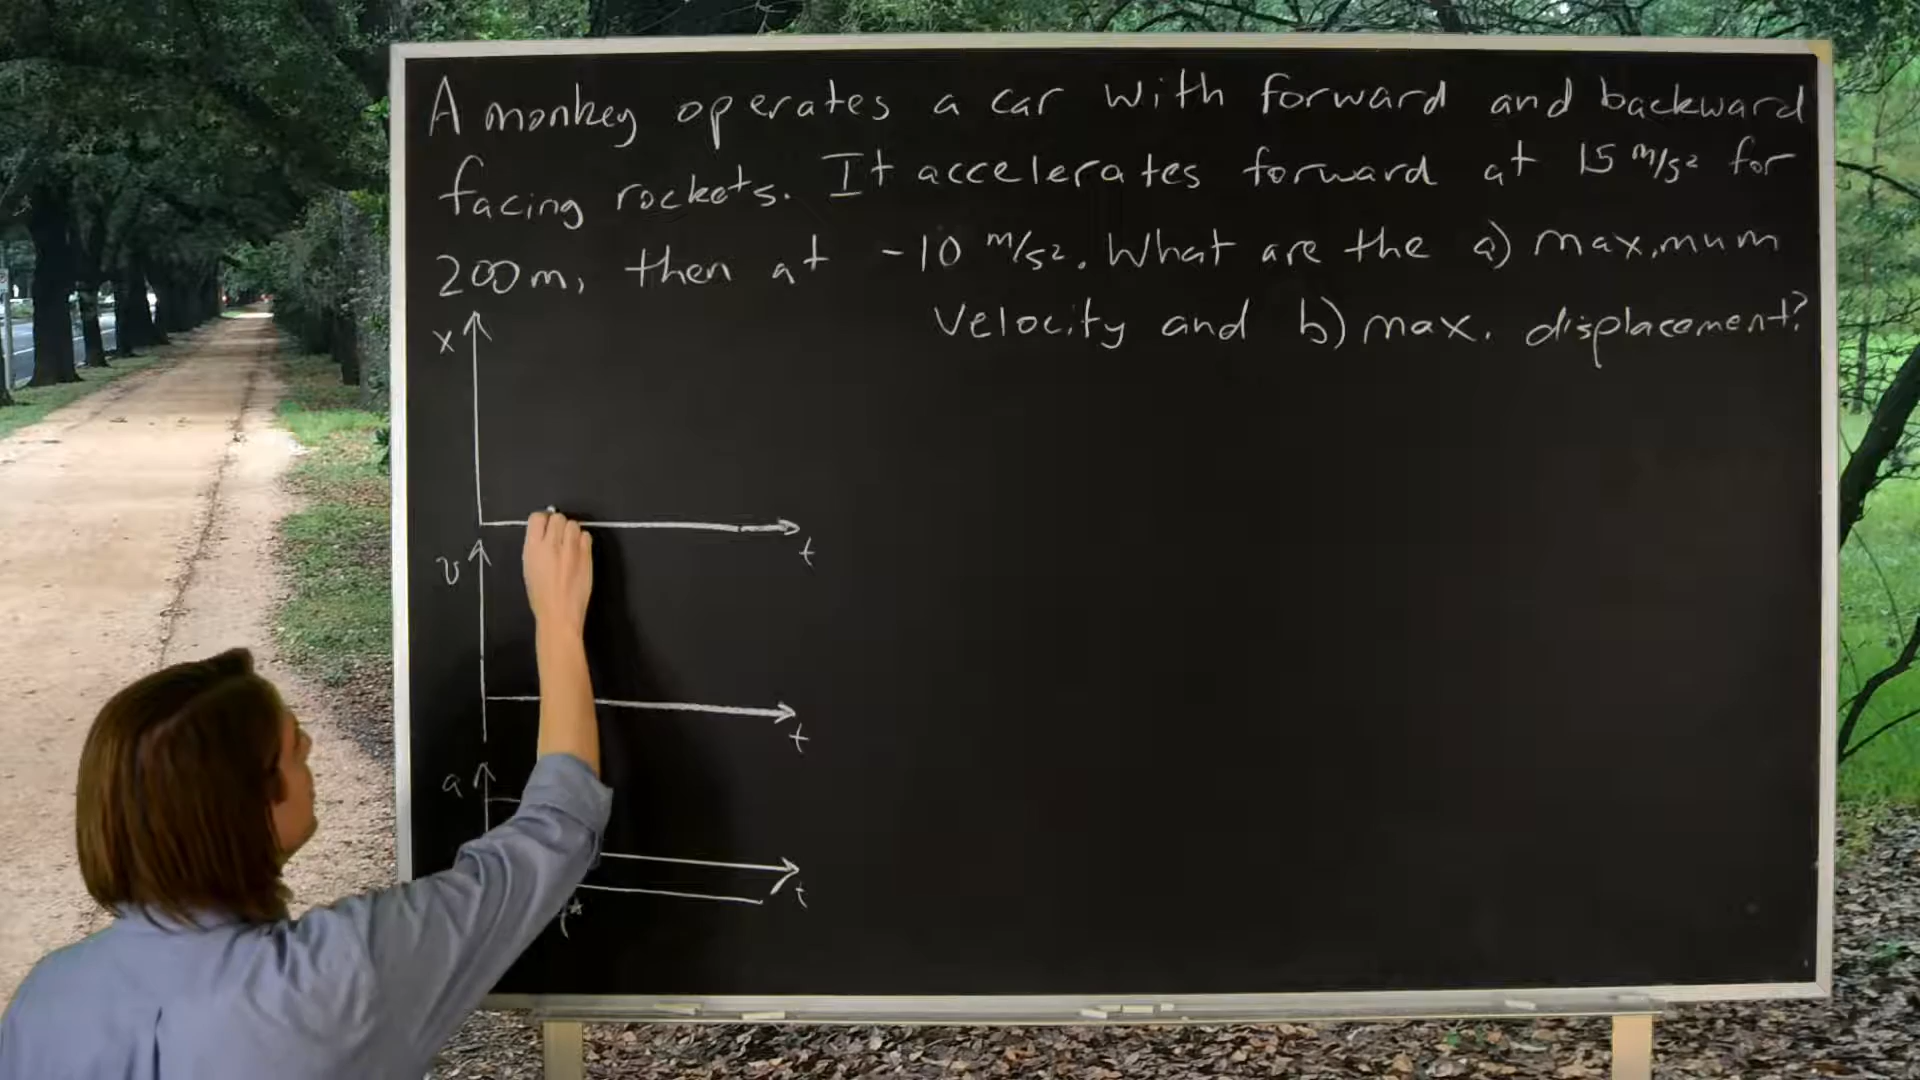 A monkey operates a car with forward and backward
facing rockets. It accelerates forward at 15 m/s² for
200m, then at -10 m/s². What are the a) maximum
velocity and b) max. displacement?
x
t
v
t
a
t
t*